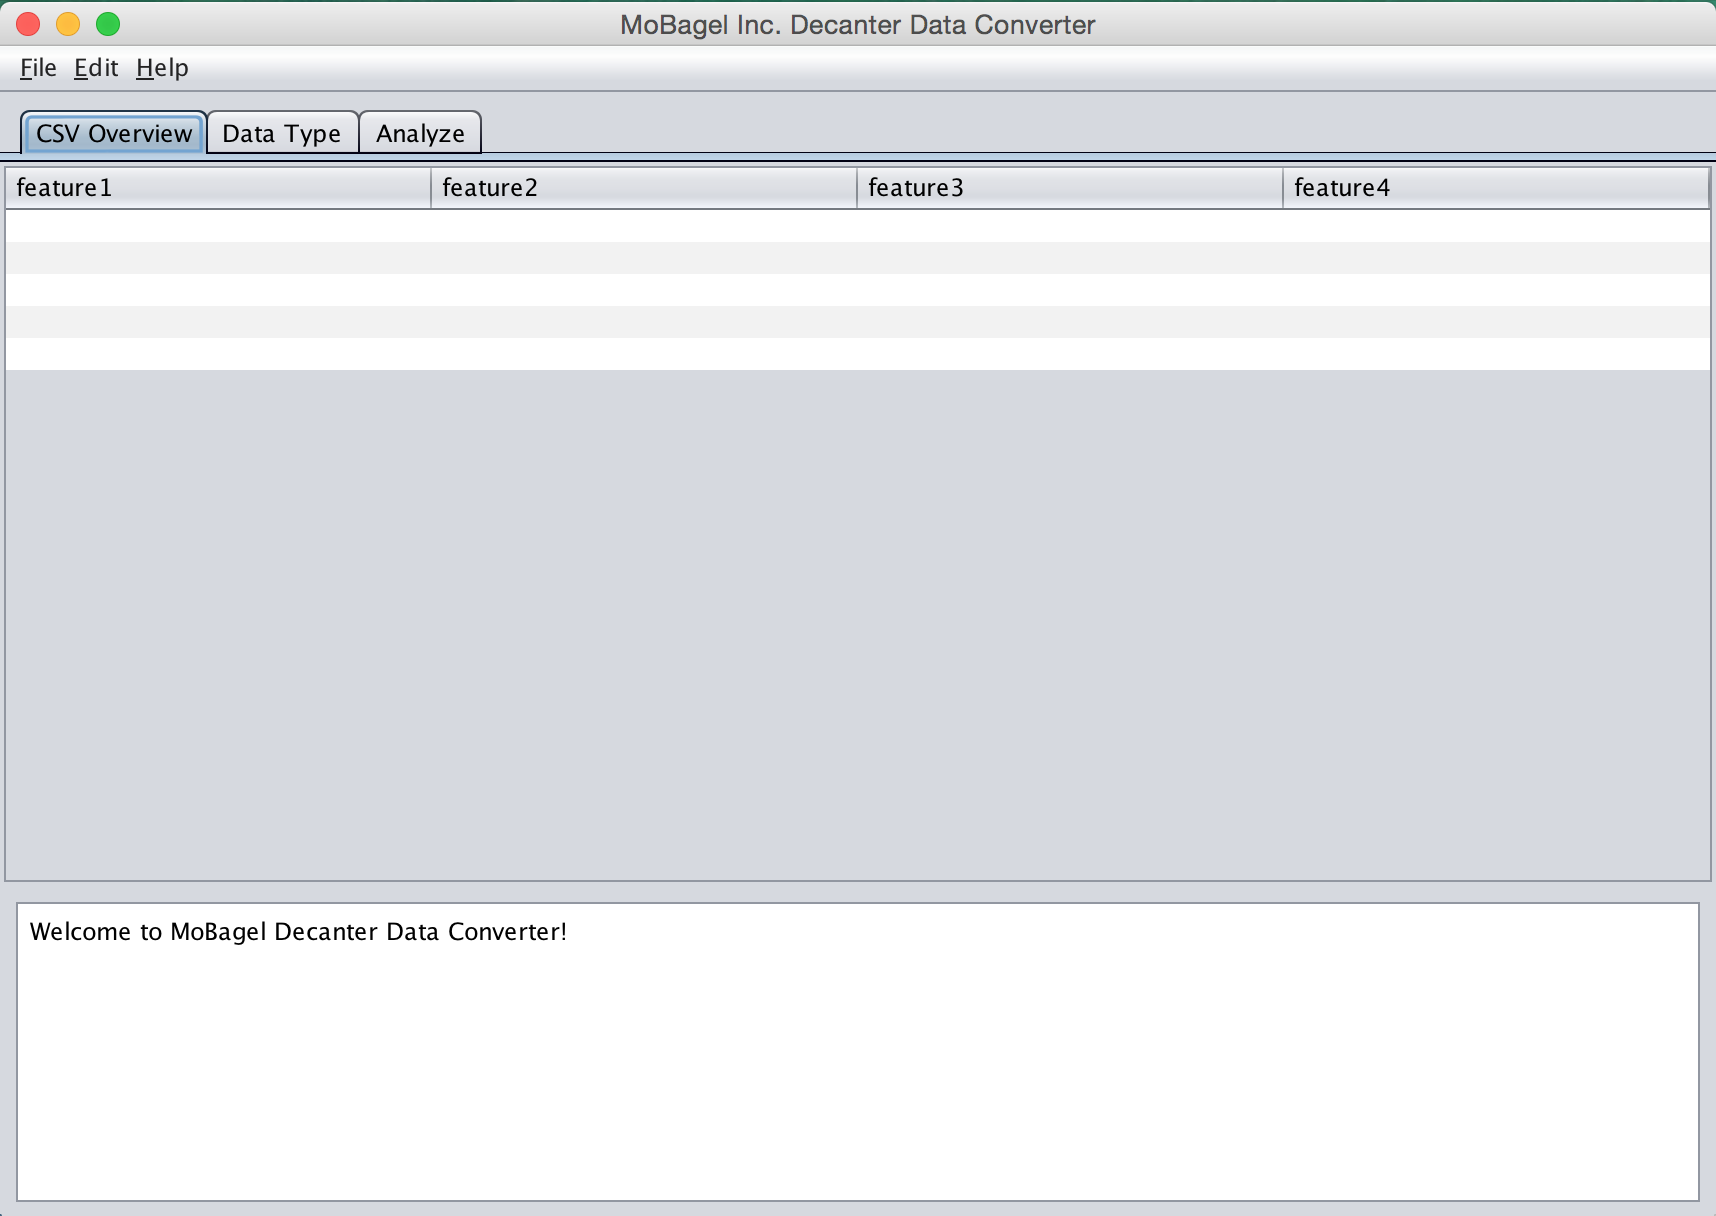 MoBagel Inc. Decanter Data Converter
File Edit Help
CSV Overview Data Type Analyze
feature1 feature2 feature3 feature4
Welcome to MoBagel Decanter Data Converter!